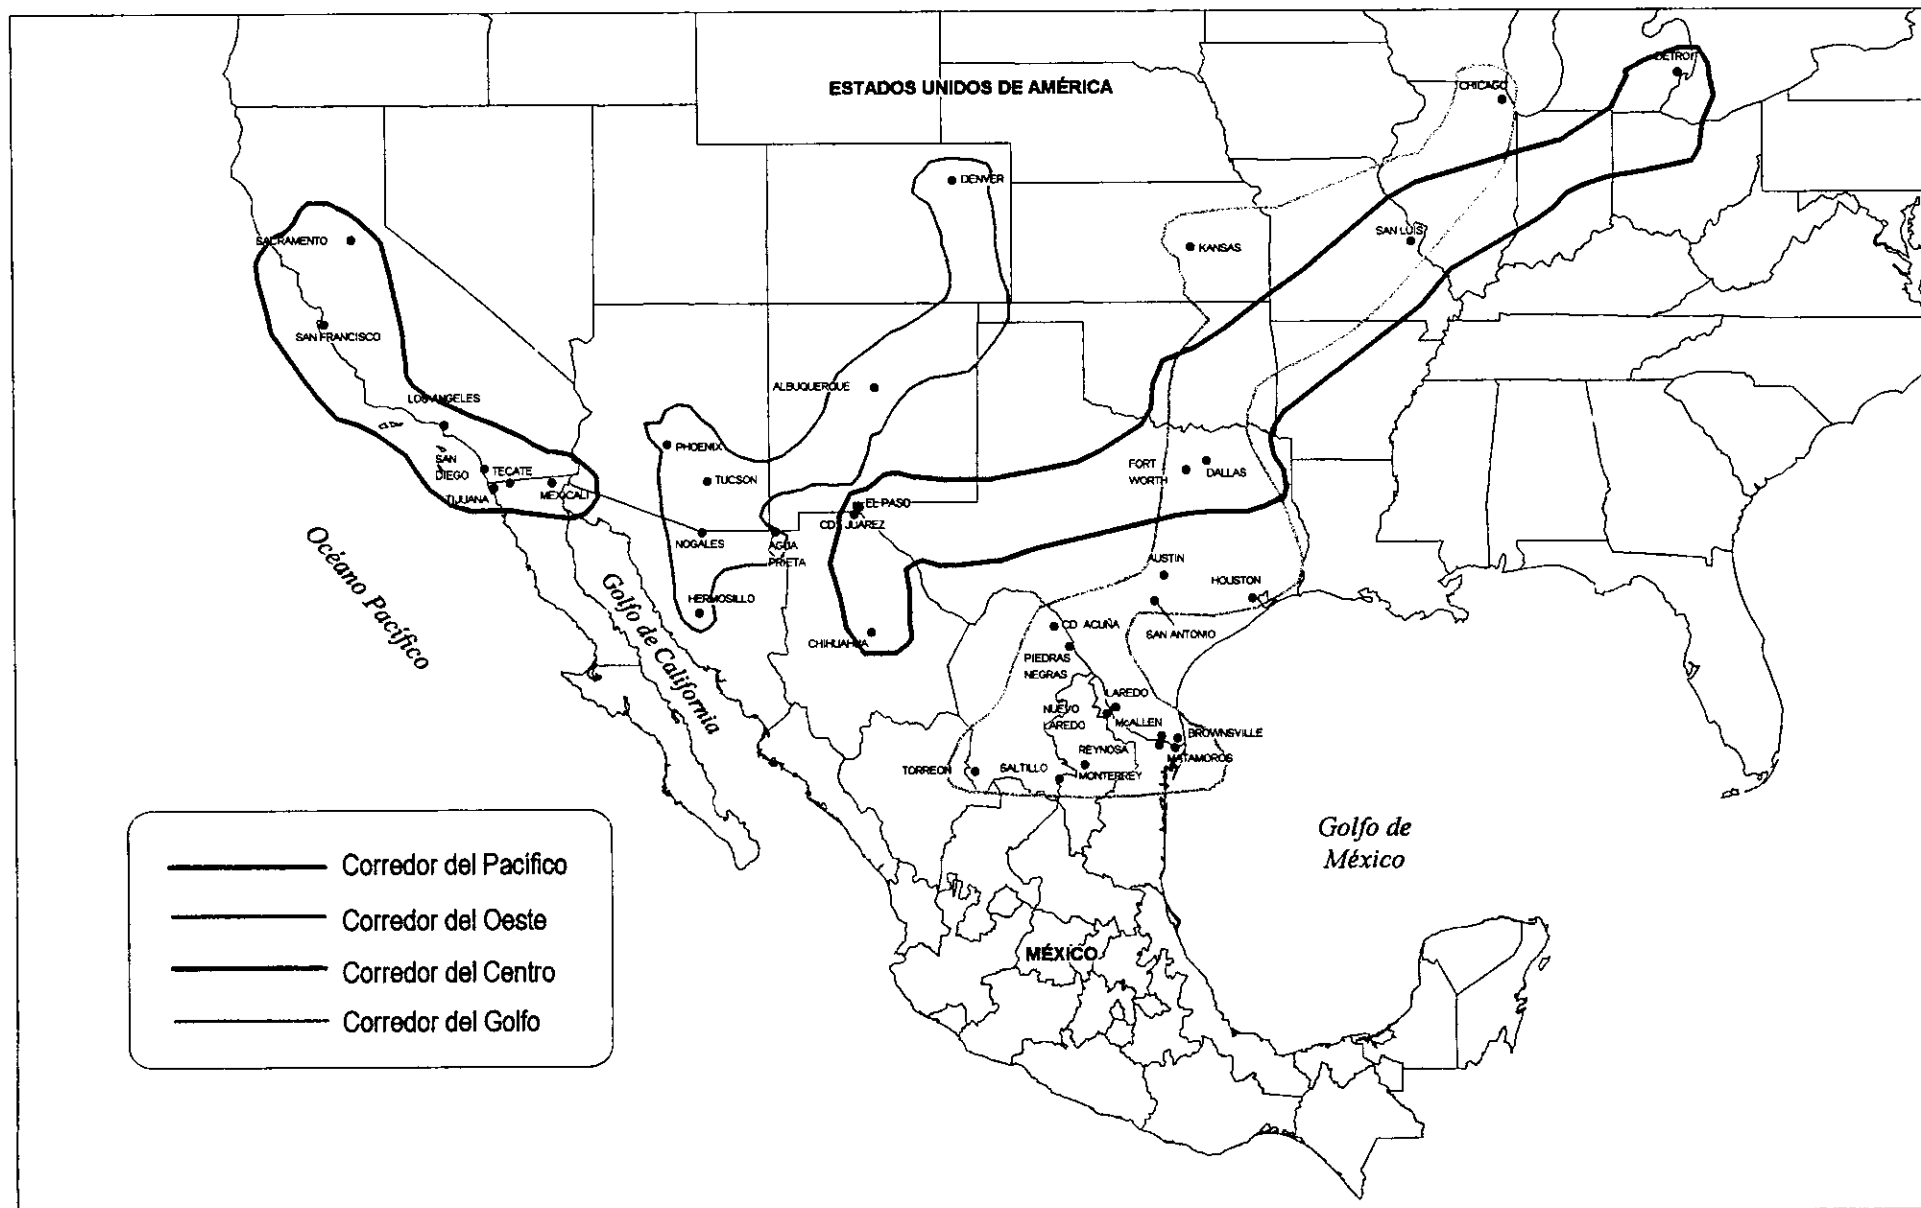 ESTADOS UNIDOS DE AMÉRICA
DETROIT
CHICAGO
DENVER
SACRAMENTO
SAN LUIS
KANSAS
SAN FRANCISCO
ALBUQUERQUE
LOS ANGELES
PHOENIX
SAN
DIEGO
TECATE
TIJUANA
MEXICALI
TUCSON
FORT
WORTH
DALLAS
EL PASO
CD JUAREZ
NOGALES
AGUA
PRIETA
AUSTIN
HOUSTON
HERMOSILLO
CHIHUAHUA
CD ACUÑA
SAN ANTONIO
PIEDRAS
NEGRAS
LAREDO
NUEVO
LAREDO
McALLEN
BROWNSVILLE
REYNOSA
MATAMOROS
TORREON
SALTILLO
MONTERREY
Océano Pacífico
Golfo de California
Golfo de
México
MÉXICO
Corredor del Pacífico
Corredor del Oeste
Corredor del Centro
Corredor del Golfo